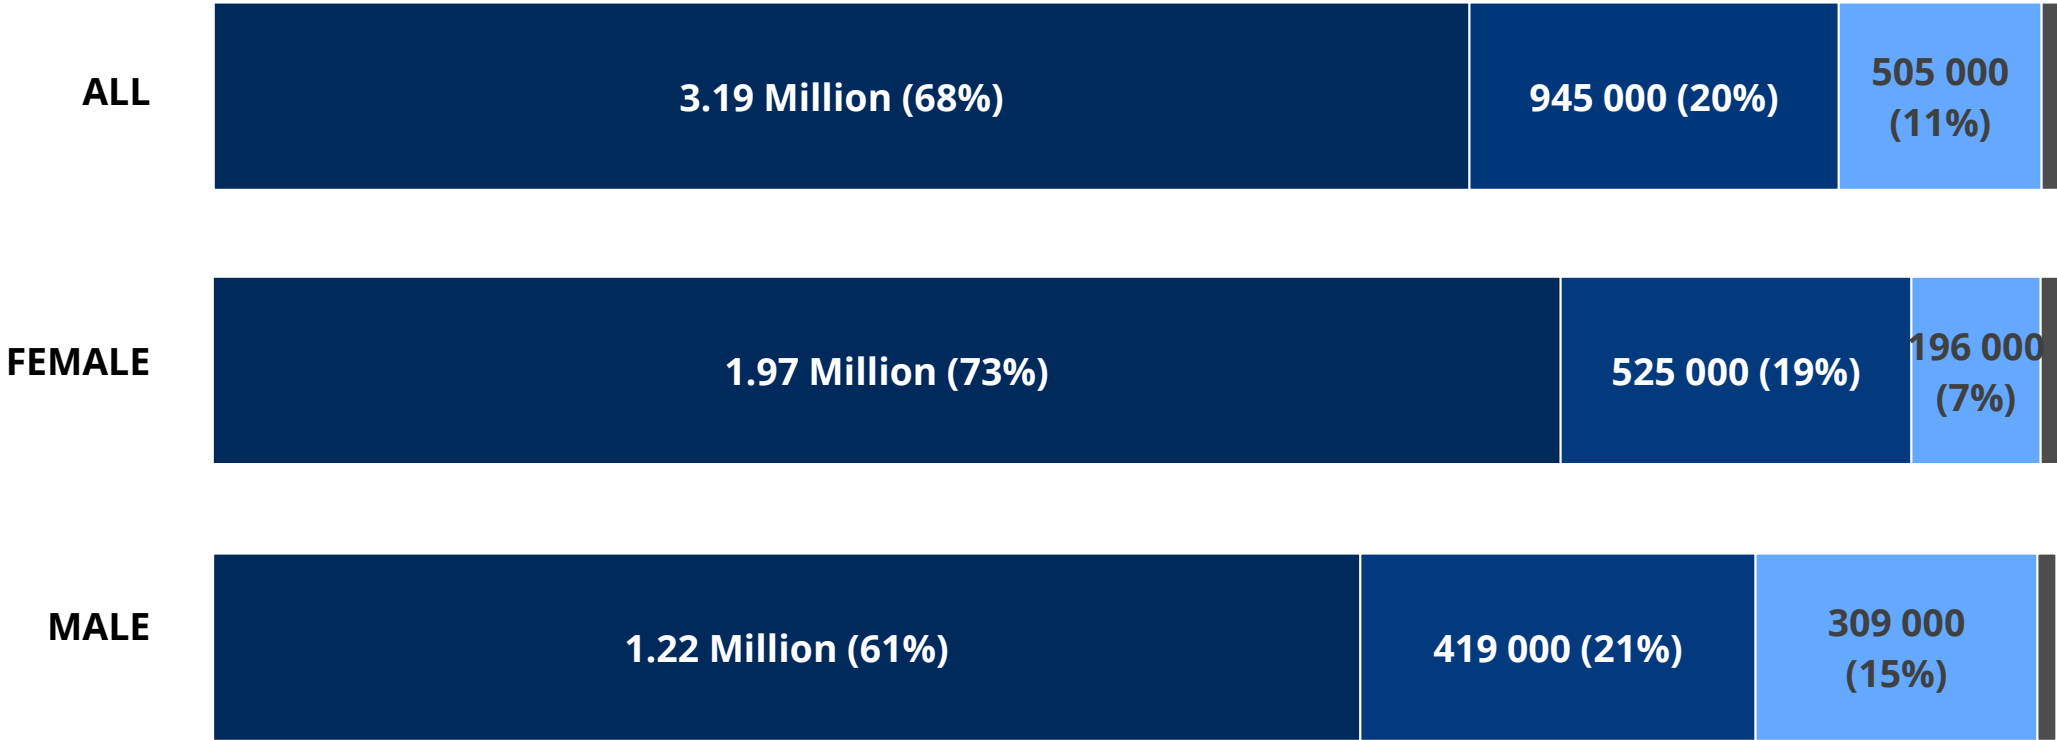 ALL
3.19 Million (68%)
945 000 (20%)
505 000
(11%)
FEMALE
1.97 Million (73%)
525 000 (19%)
196 000
(7%)
MALE
1.22 Million (61%)
419 000 (21%)
309 000
(15%)